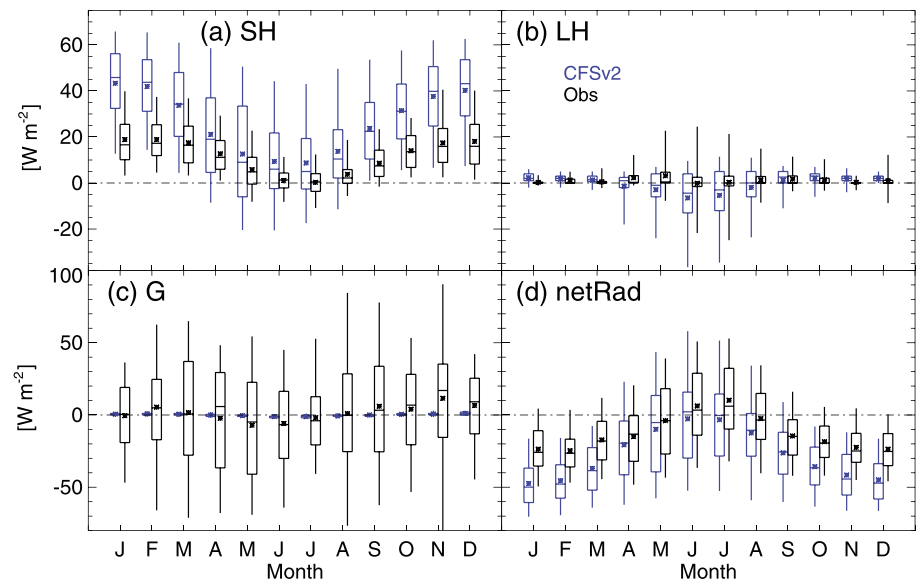 (a) SH
(b) LH
[W m-2]
60
40
20
0
-20
CFSv2
Obs
(c) G
(d) netRad
[W m-2]
100
50
0
-50
J F M A M J J A S O N D
J F M A M J J A S O N D
Month
Month